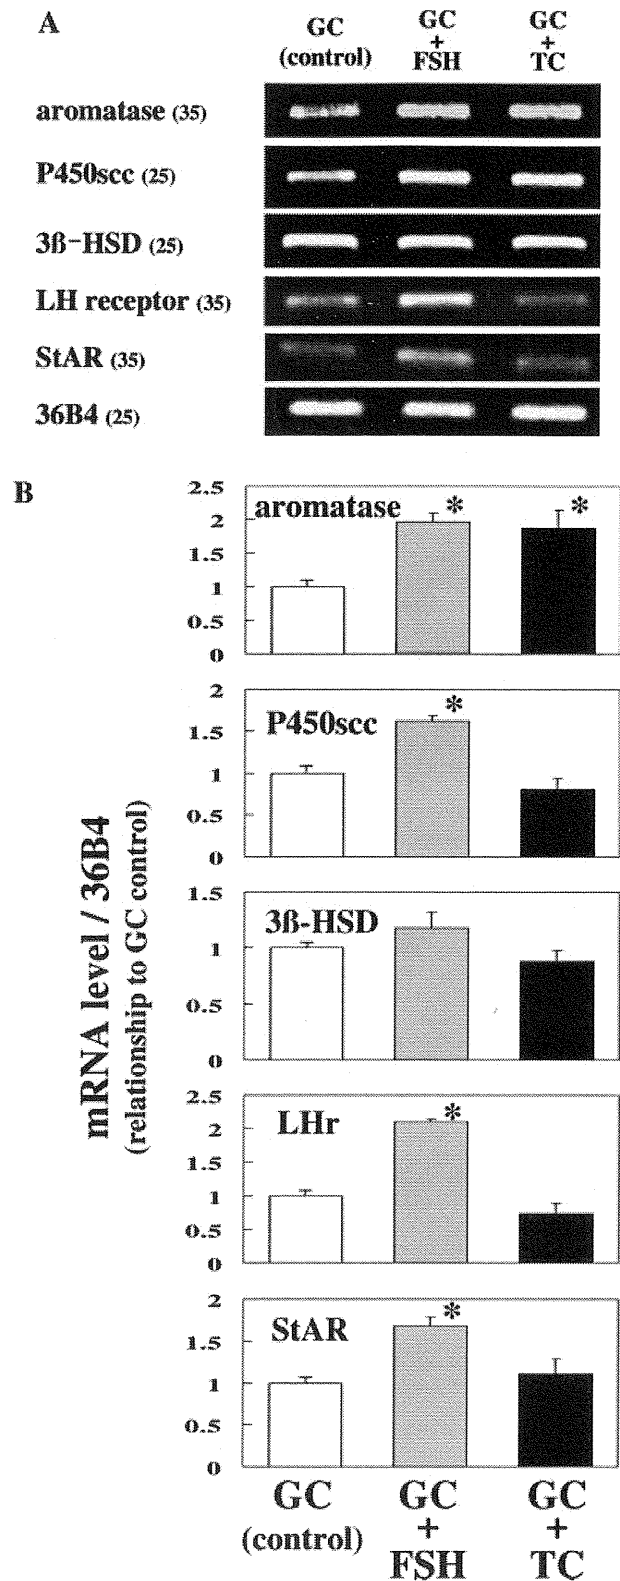 A
GC (control)
GC + FSH
GC + TC
aromatase (35)
P450scc (25)
3ß-HSD (25)
LH receptor (35)
StAR (35)
36B4 (25)
B
mRNA level / 36B4
(relationship to GC control)
2.5
2
1.5
1
0.5
0
aromatase
*
*
2
1.5
1
0.5
0
P450scc
*
1.5
1
0.5
0
3ß-HSD
2.5
2
1.5
1
0.5
0
LHr
*
2
1.5
1
0.5
0
StAR
*
GC (control)
GC + FSH
GC + TC